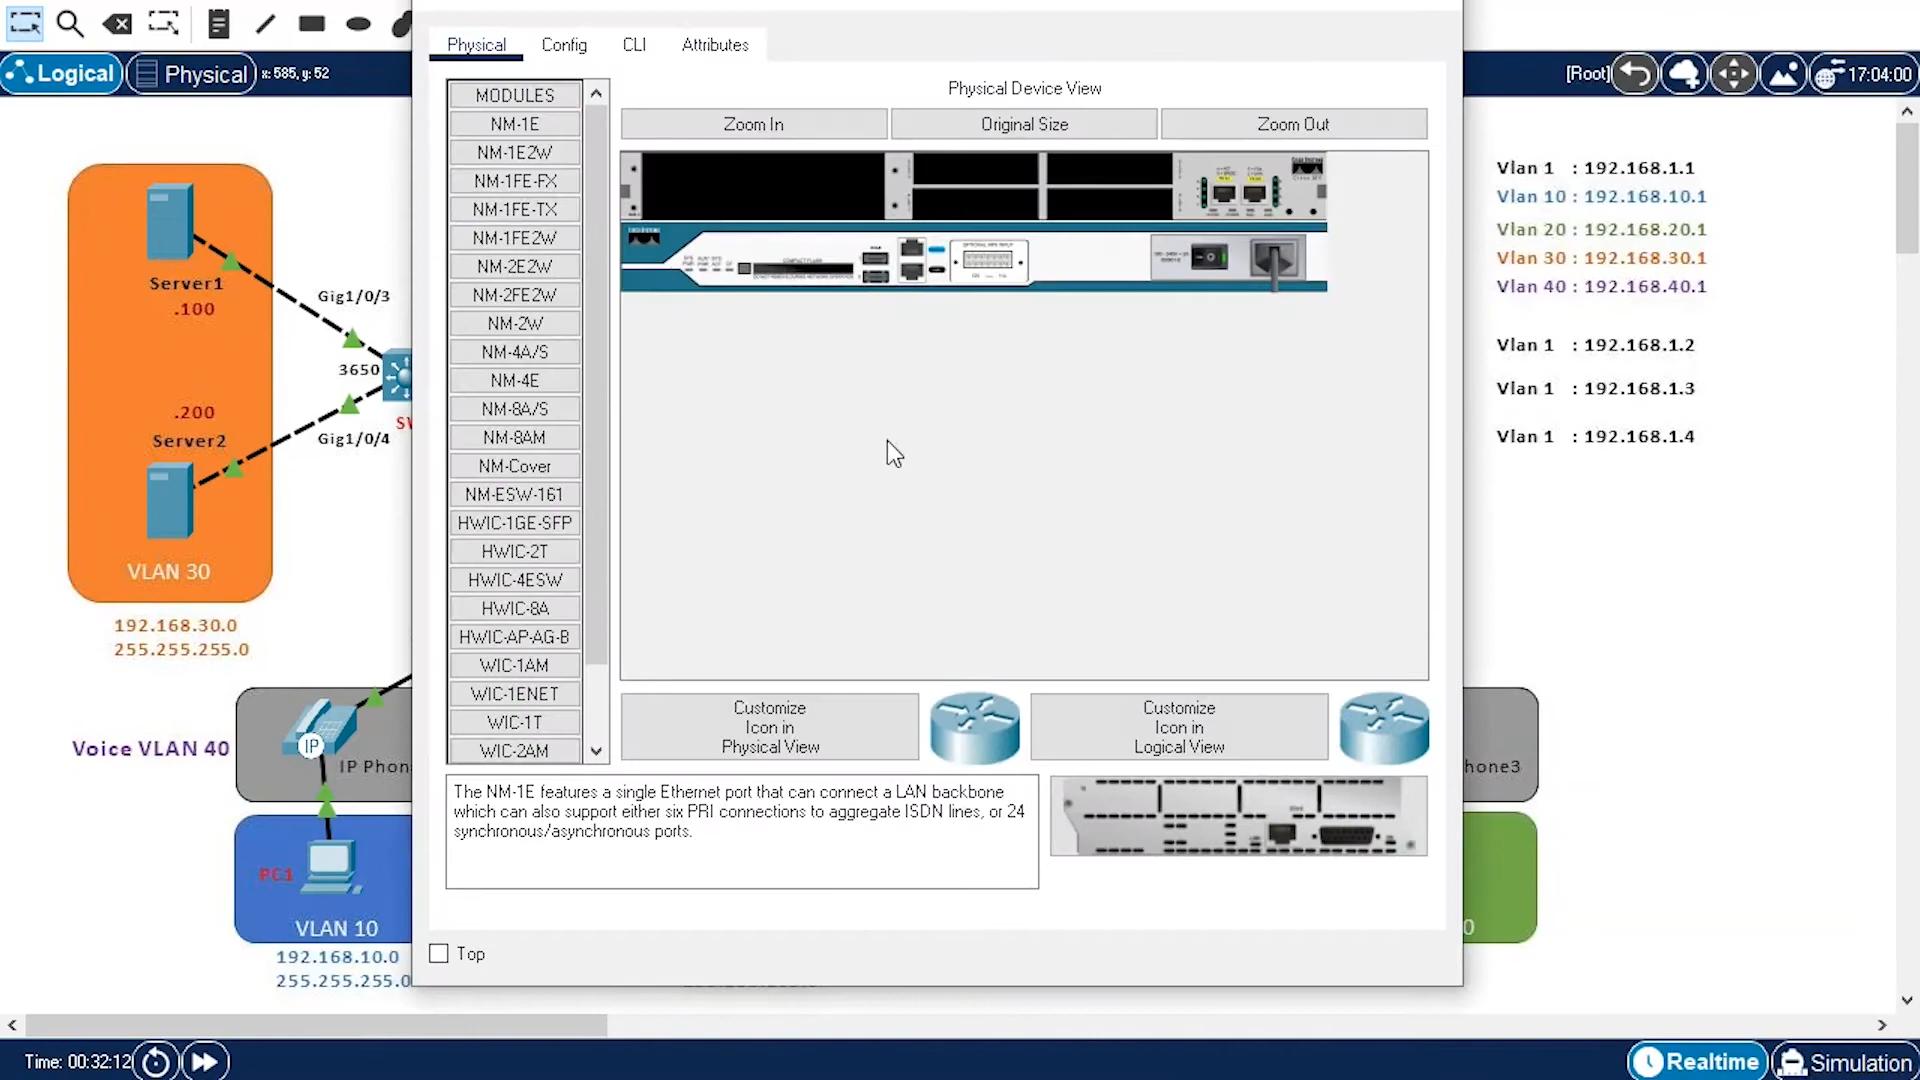 Physical
Config
CLI
Attributes
Logical
Physical
x: 585, y: 52
[Root]
17:04:00
MODULES
NM-1E
NM-1E2W
NM-1FE-FX
NM-1FE-TX
NM-1FE2W
NM-2E2W
NM-2FE2W
NM-2W
NM-4A/S
NM-4E
NM-8A/S
NM-8AM
NM-Cover
NM-ESW-161
HWIC-1GE-SFP
HWIC-2T
HWIC-4ESW
HWIC-8A
HWIC-AP-AG-B
WIC-1AM
WIC-1ENET
WIC-1T
WIC-2AM
Physical Device View
Zoom In
Original Size
Zoom Out
COMPACT FLASH
Customize
Icon in
Physical View
Customize
Icon in
Logical View
The NM-1E features a single Ethernet port that can connect a LAN backbone
which can also support either six PRI connections to aggregate ISDN lines, or 24
synchronous/asynchronous ports.
Top
Server1
.100
Gig1/0/3
3650
.200
Server2
Gig1/0/4
VLAN 30
192.168.30.0
255.255.255.0
Voice VLAN 40
IP
IP Phon
PC1
VLAN 10
192.168.10.0
255.255.255.0
Vlan 1 : 192.168.1.1
Vlan 10 : 192.168.10.1
Vlan 20 : 192.168.20.1
Vlan 30 : 192.168.30.1
Vlan 40 : 192.168.40.1
Vlan 1 : 192.168.1.2
Vlan 1 : 192.168.1.3
Vlan 1 : 192.168.1.4
hone3
0
Time: 00:32:12
Realtime
Simulation